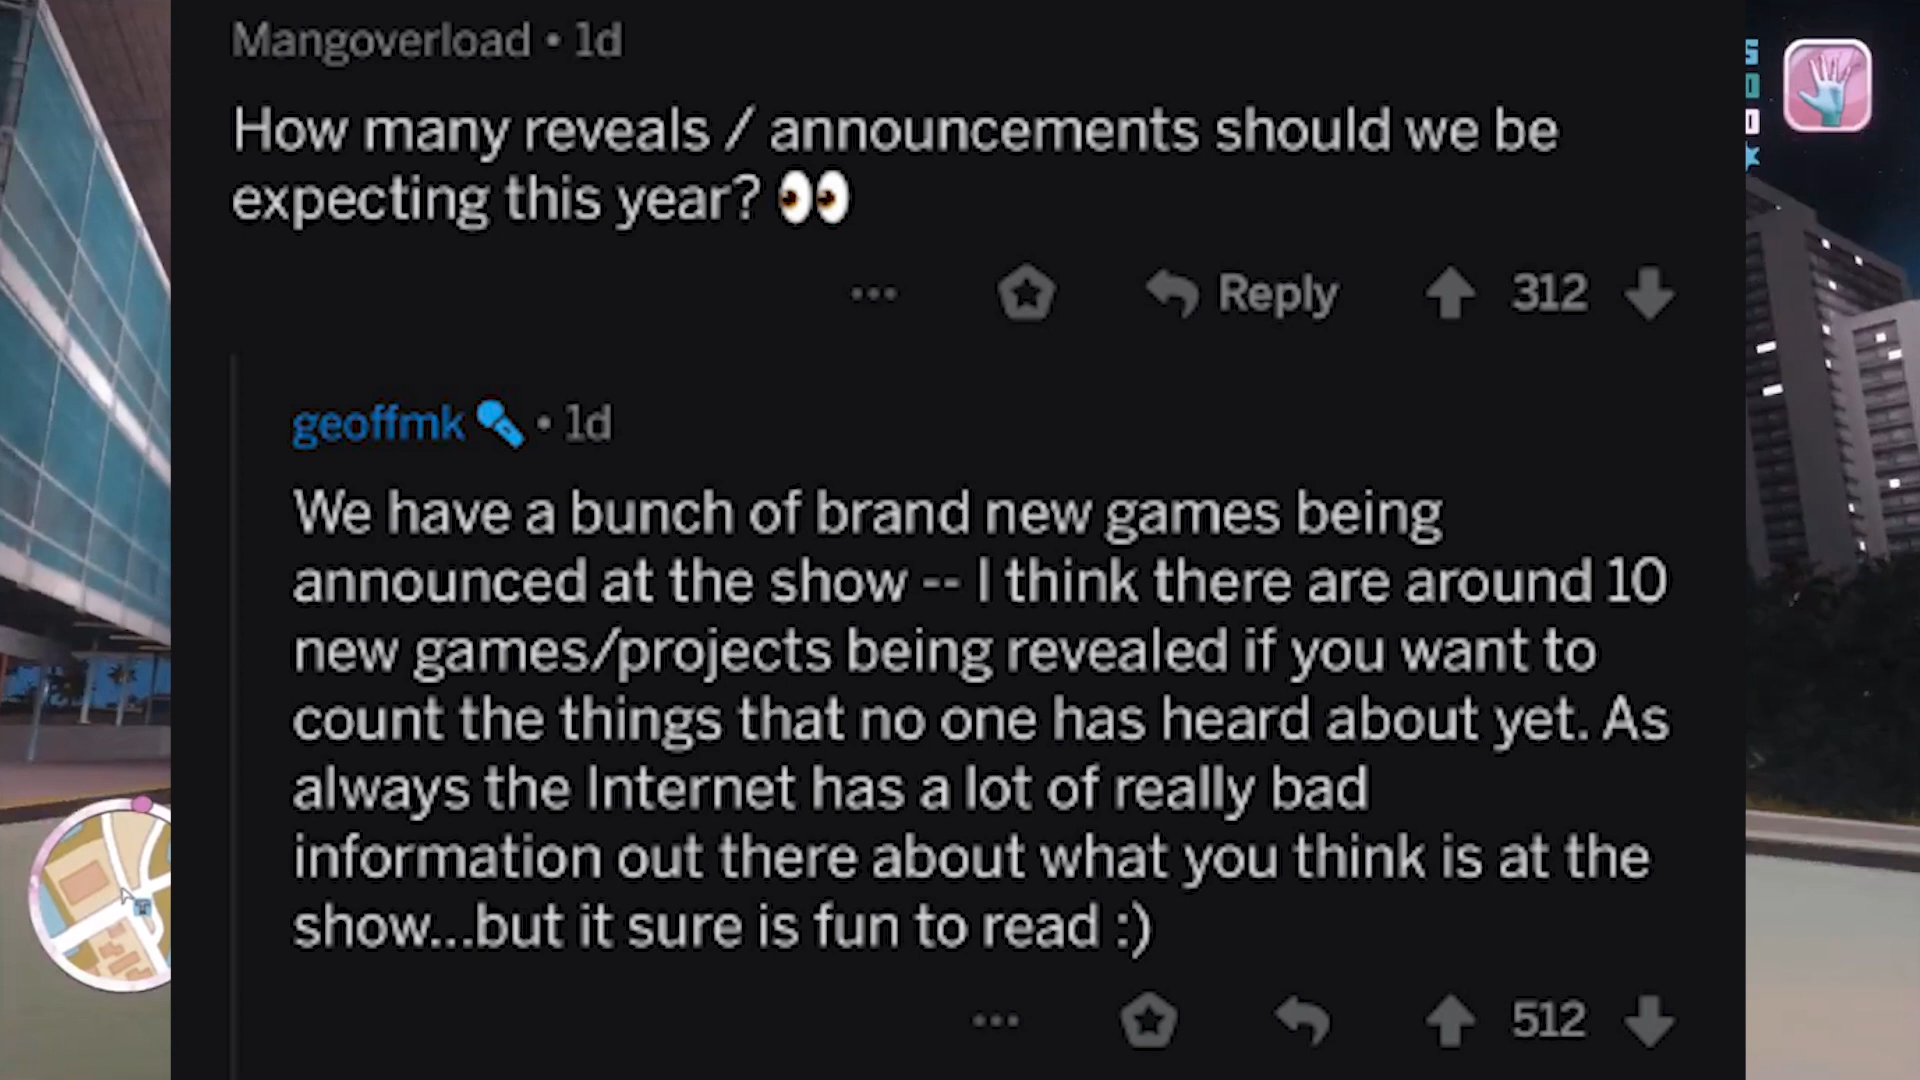 Mangoverload • 1d
How many reveals / announcements should we be
expecting this year? 👀
Reply 312
geoffmk • 1d
We have a bunch of brand new games being
announced at the show -- I think there are around 10
new games/projects being revealed if you want to
count the things that no one has heard about yet. As
always the Internet has a lot of really bad
information out there about what you think is at the
show...but it sure is fun to read :)
512